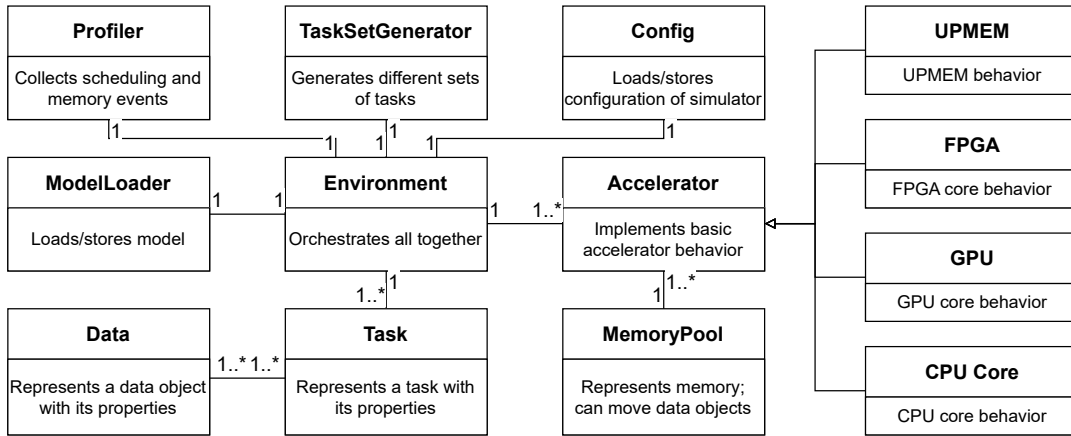 Profiler
Collects scheduling and
memory events
1
1
TaskSetGenerator
Generates different sets
of tasks
1
1
Config
Loads/stores
configuration of simulator
1
1
ModelLoader
Loads/stores model
1
1
Environment
Orchestrates all together
1
1..*
Accelerator
Implements basic
accelerator behavior
1
1..*
1..*
1
Data
Represents a data object
with its properties
1..*
1..*
Task
Represents a task with
its properties
MemoryPool
Represents memory;
can move data objects
UPMEM
UPMEM behavior
FPGA
FPGA core behavior
GPU
GPU core behavior
CPU Core
CPU core behavior